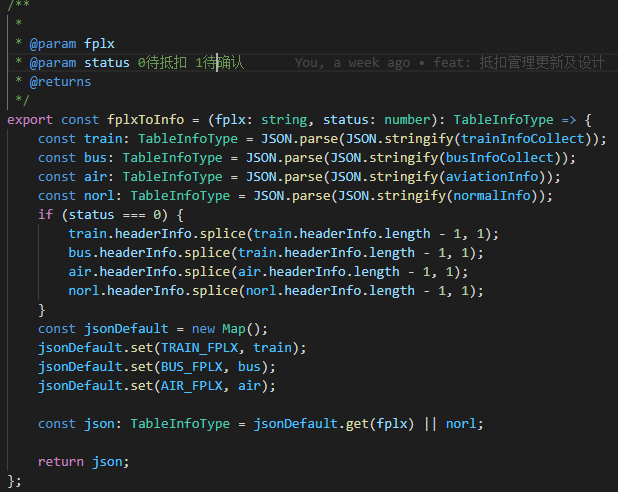 /**
 *
 * @param fplx
 * @param status 0待抵扣 1待确认 You, a week ago • feat: 抵扣管理更新及设计
 * @returns
 */
export const fplxToInfo = (fplx: string, status: number): TableInfoType => {
    const train: TableInfoType = JSON.parse(JSON.stringify(trainInfoCollect));
    const bus: TableInfoType = JSON.parse(JSON.stringify(busInfoCollect));
    const air: TableInfoType = JSON.parse(JSON.stringify(aviationInfo));
    const norl: TableInfoType = JSON.parse(JSON.stringify(normalInfo));
    if (status === 0) {
        train.headerInfo.splice(train.headerInfo.length - 1, 1);
        bus.headerInfo.splice(train.headerInfo.length - 1, 1);
        air.headerInfo.splice(air.headerInfo.length - 1, 1);
        norl.headerInfo.splice(norl.headerInfo.length - 1, 1);
    }
    const jsonDefault = new Map();
    jsonDefault.set(TRAIN_FPLX, train);
    jsonDefault.set(BUS_FPLX, bus);
    jsonDefault.set(AIR_FPLX, air);
    const json: TableInfoType = jsonDefault.get(fplx) || norl;
    return json;
};